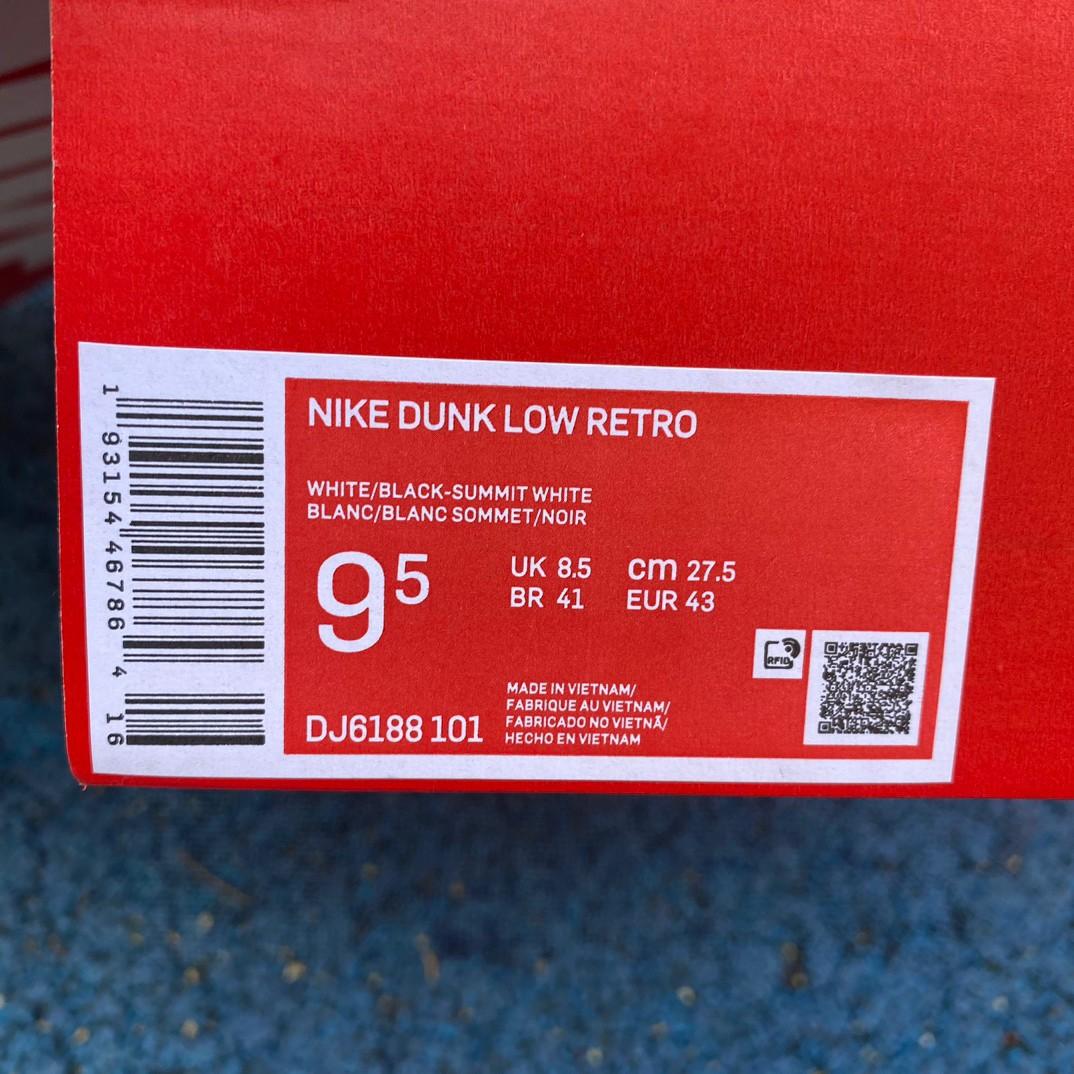 NIKE DUNK LOW RETRO
WHITE/BLACK-SUMMIT WHITE
BLANC/BLANC SOMMET/NOIR
9 5
UK 8.5 cm 27.5
BR 41 EUR 43
RFID
MADE IN VIETNAM/
FABRIQUE AU VIETNAM/
FABRICADO NO VIETNÃ/
HECHO EN VIETNAM
DJ6188 101
1 93154 46786 4 16